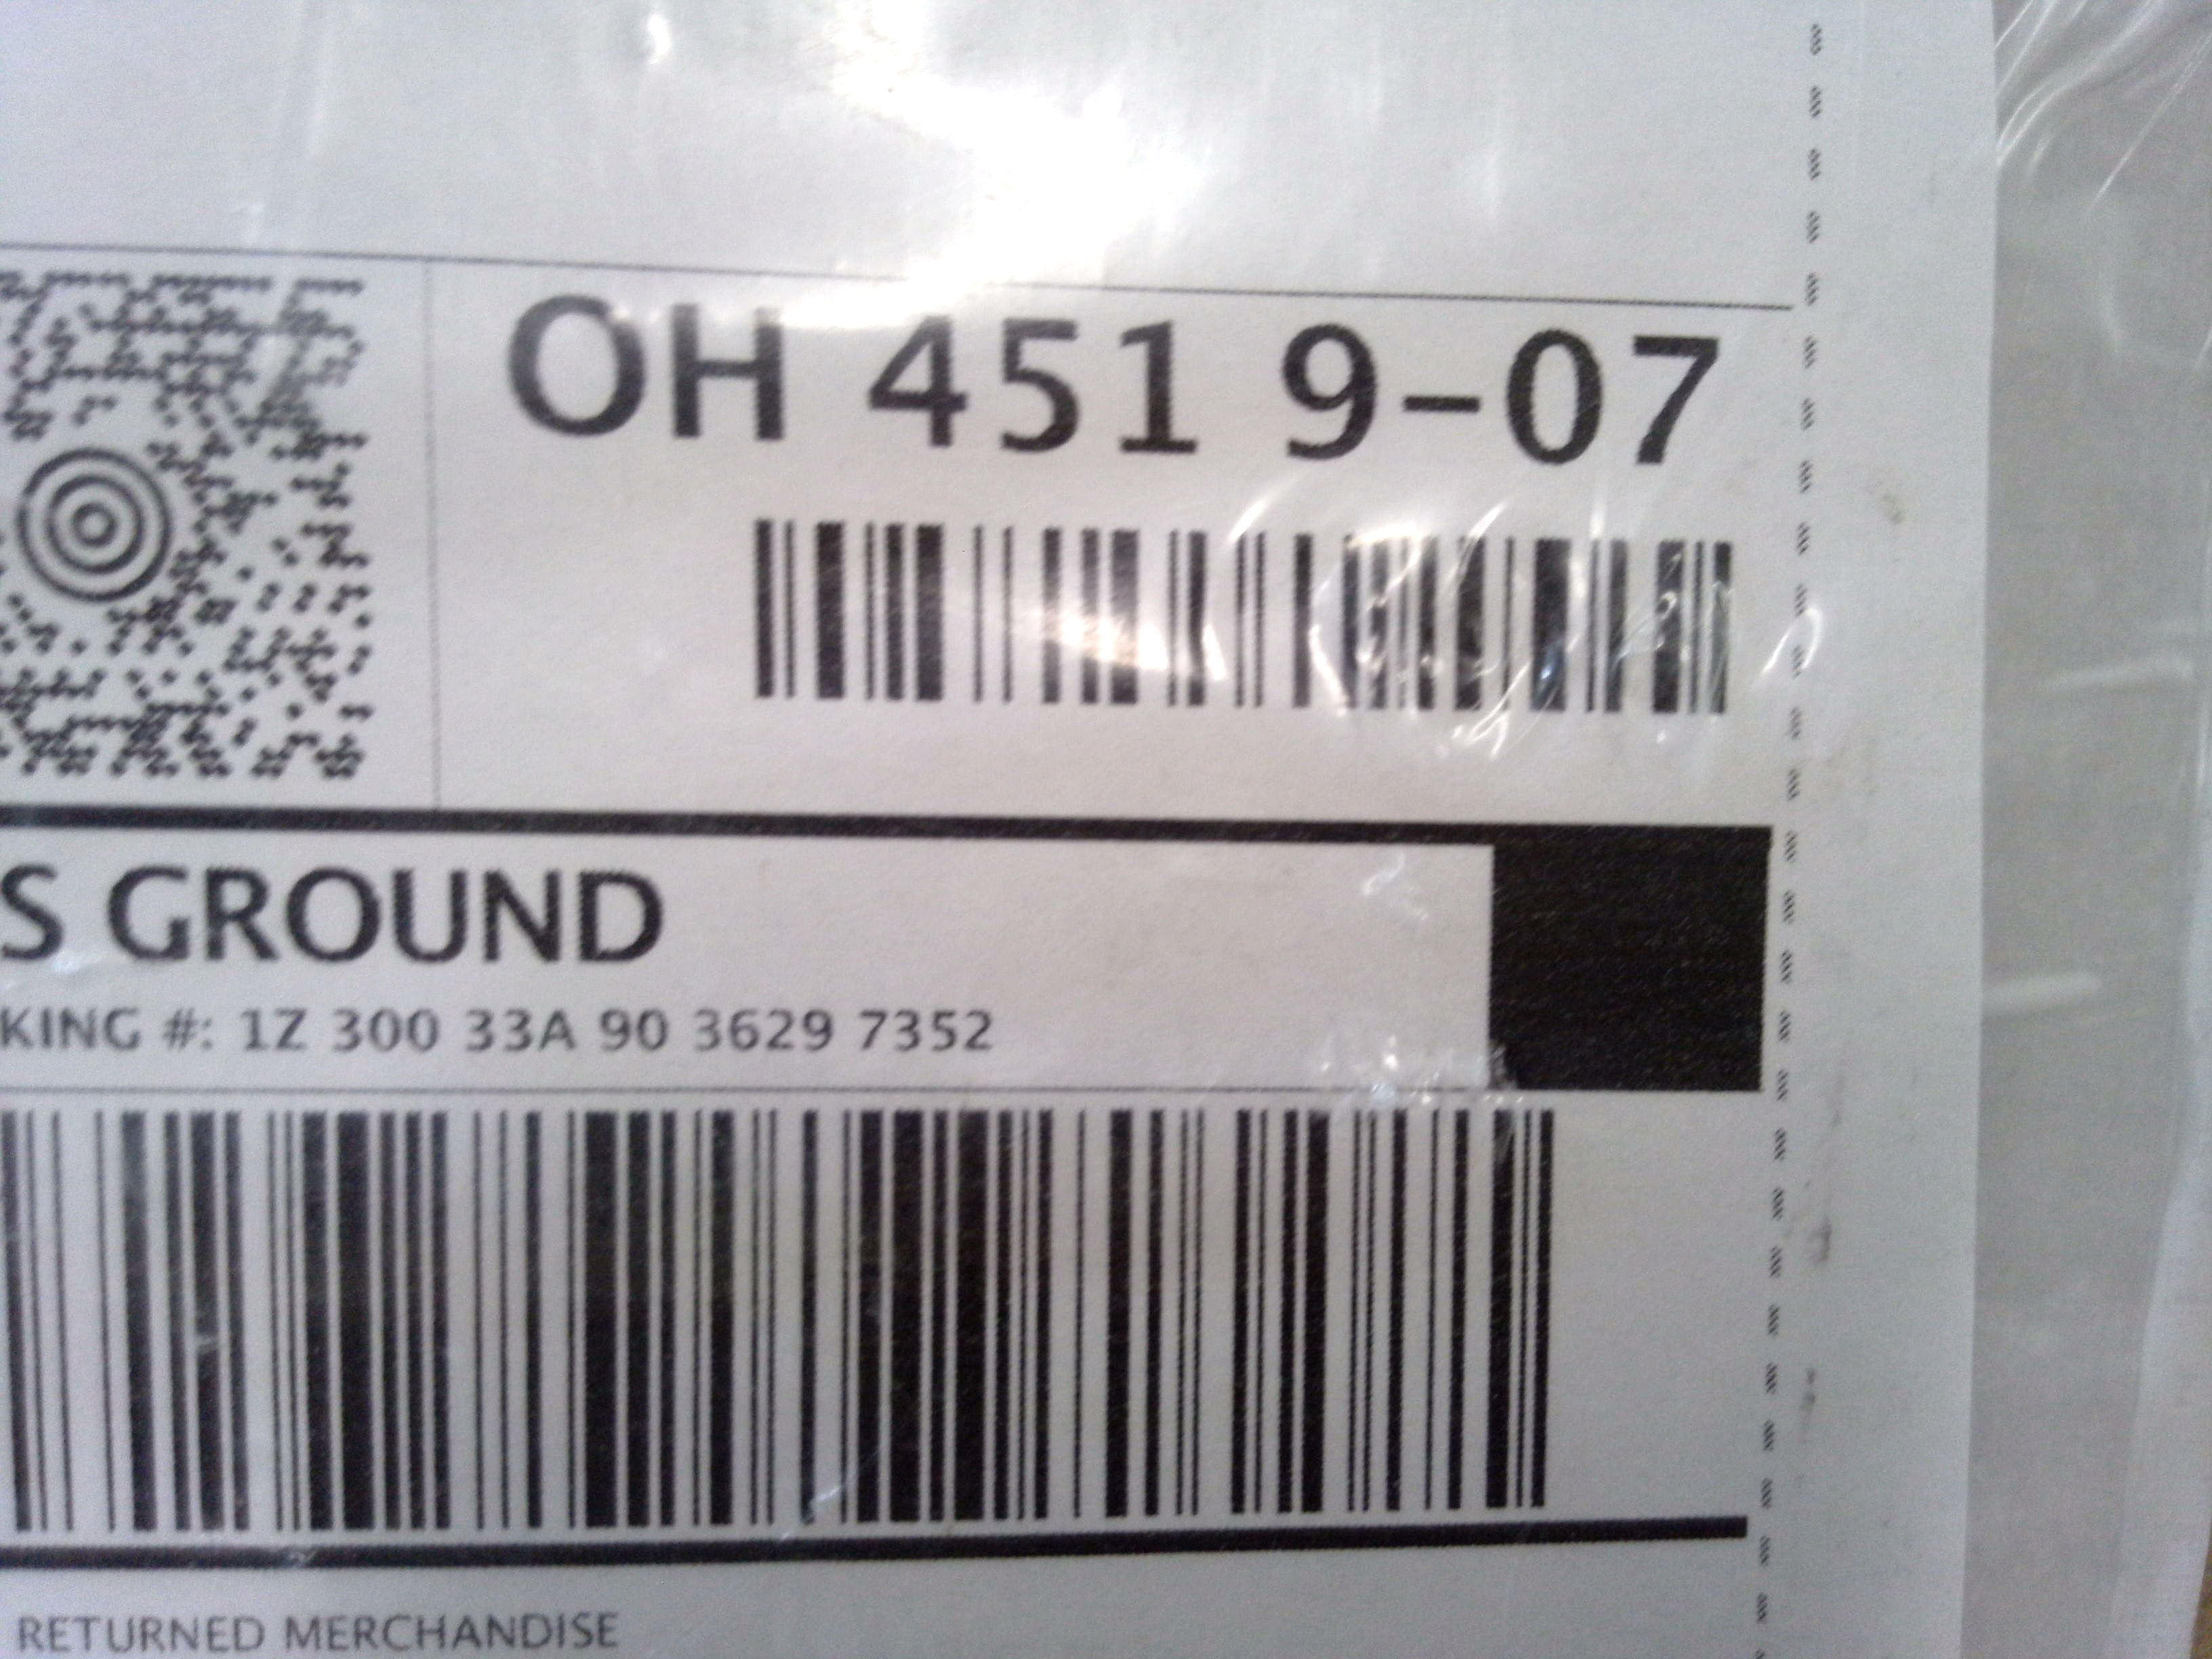 OH 451 9-07
S GROUND
KING #: 1Z 300 33A 90 3629 7352
RETURNED MERCHANDISE